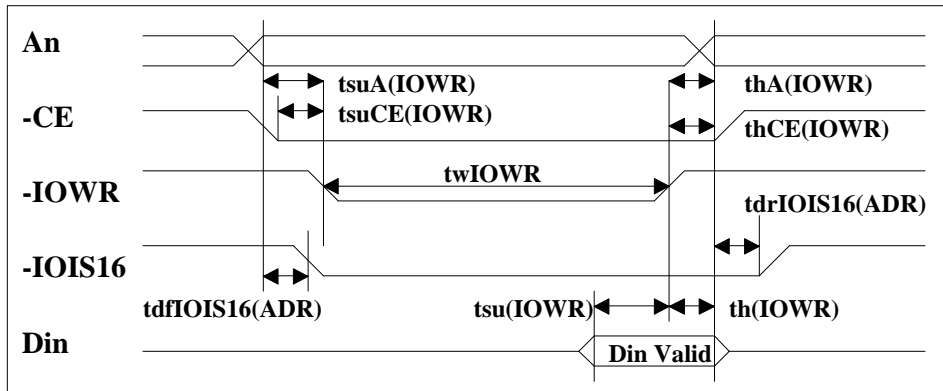 An
tsuA(IOWR) thA(IOWR)
-CE
tsuCE(IOWR) thCE(IOWR)
-IOWR
twIOWR
tdrIOIS16(ADR)
-IOIS16
tdfIOIS16(ADR) tsu(IOWR) th(IOWR)
Din
Din Valid